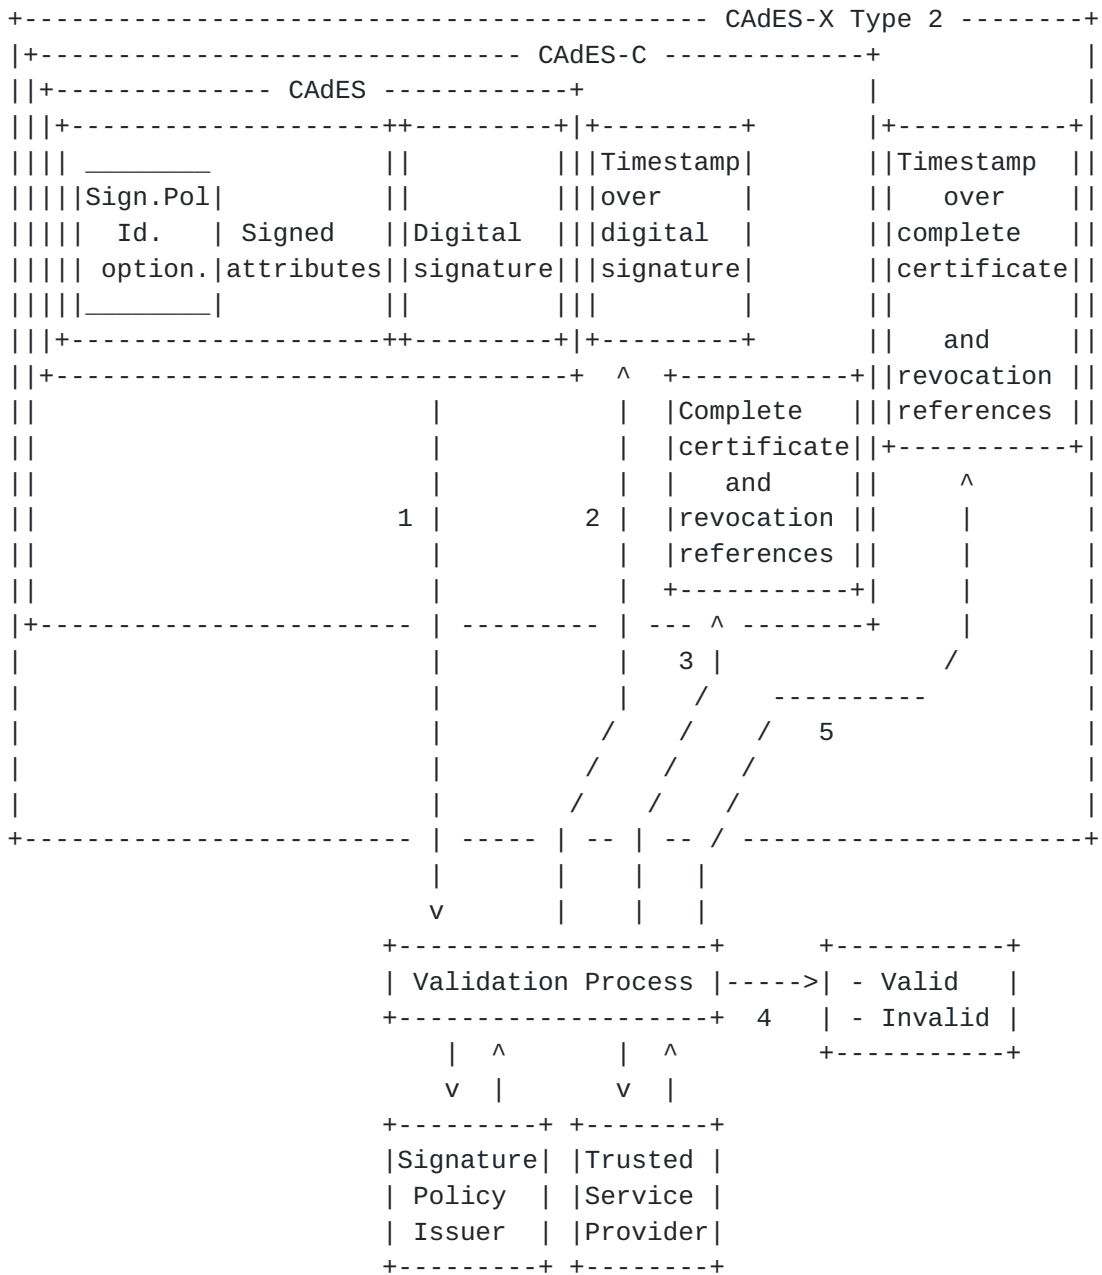 +-------------------------------------------- CAdES-X Type 2 --------+
|+------------------------------- CAdES-C ---------------+             |
||+-------------- CAdES ------------+                  |             |
|||+--------------------++---------+|+---------+       |+-----------+|
|||| ________           ||         |||Timestamp|       ||Timestamp  ||
|||||Sign.Pol|          ||         |||over     |       ||   over    ||
|||||  Id.   | Signed   ||Digital  |||digital  |       ||complete   ||
||||| option.|attributes||signature|||signature|       ||certificate||
|||||________|          ||         |||         |       ||           ||
|||+--------------------++---------+|+---------+       ||   and     ||
||+---------------------------------+  ^  +-----------+||revocation ||
||                         |           |  |Complete   |||references ||
||                         |           |  |certificate||+-----------+|
||                         |           |  |   and     ||     ^       |
||                       1 |         2 |  |revocation ||     |       |
||                         |           |  |references ||     |       |
||                         |           |  +-----------+|     |       |
|+------------------------ | --------- | --- ^ --------+     |       |
|                          |           |   3 |              /        |
|                          |           |    /    ----------          |
|                          |          /    /    /   5                |
|                          |         /    /    /                     |
|                          |        /    /    /                      |
+------------------------- | ----- | -- | -- / ----------------------+
                           |       |    |   |
                           v       |    |   |
                        +--------------------+      +-----------+
                        | Validation Process |----->| - Valid   |
                        +--------------------+  4   | - Invalid |
                            |  ^       |  ^         +-----------+
                            v  |       v  |
                        +---------+ +--------+
                        |Signature| |Trusted |
                        | Policy  | |Service |
                        | Issuer  | |Provider|
                        +---------+ +--------+